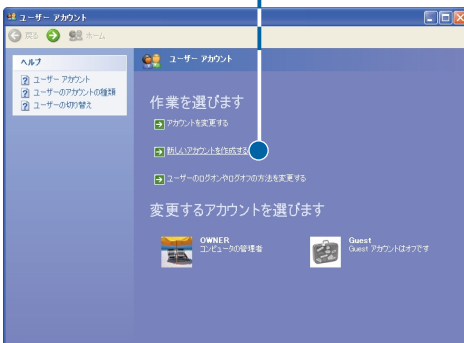 ユーザー アカウント
戻る
ホーム
ユーザー アカウント
ヘルプ
ユーザー アカウント
ユーザーのアカウントの種類
ユーザーの切り替え
作業を選びます
アカウントを変更する
新しいアカウントを作成する
ユーザーのログオンやログオフの方法を変更する
変更するアカウントを選びます
OWNER
コンピュータの管理者
Guest
Guest アカウントはオフです